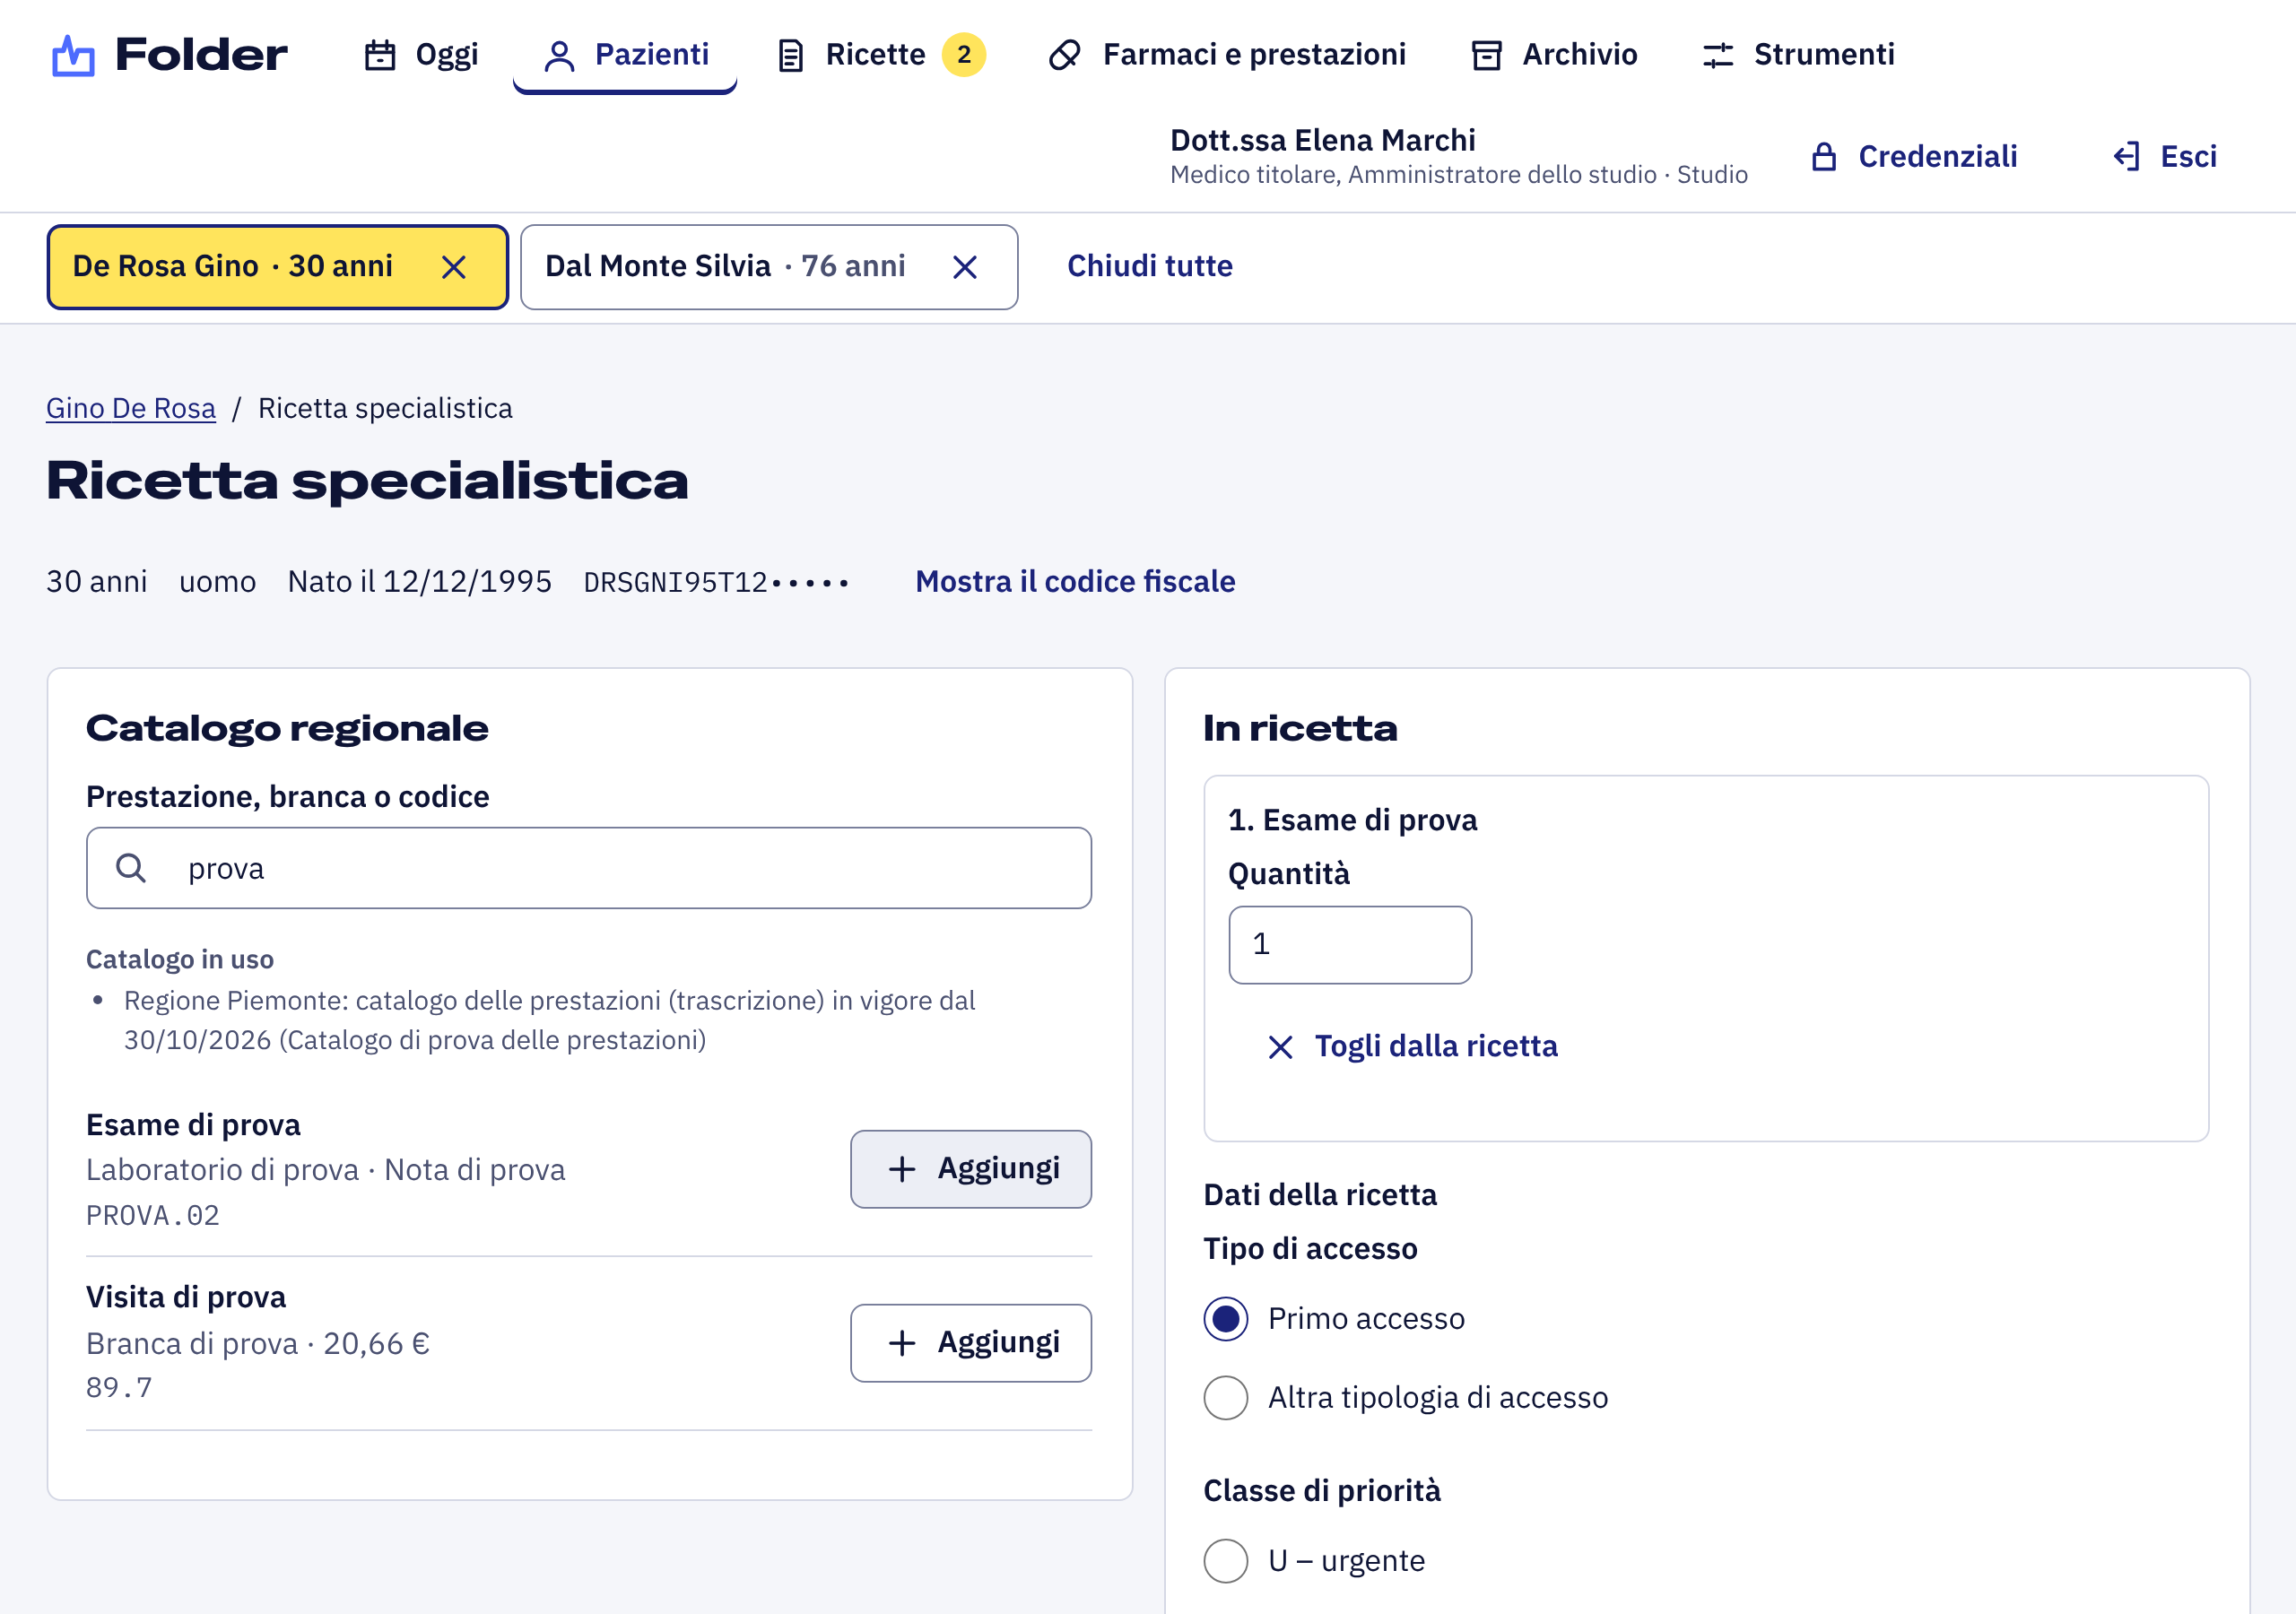 Folder
Oggi
Pazienti
Ricette 2
Farmaci e prestazioni
Archivio
Strumenti
Dott.ssa Elena Marchi
Medico titolare, Amministratore dello studio · Studio
Credenziali
Esci
De Rosa Gino · 30 anni
Dal Monte Silvia · 76 anni
Chiudi tutte
Gino De Rosa / Ricetta specialistica
Ricetta specialistica
30 anni uomo Nato il 12/12/1995 DRSGNI95T12••••• Mostra il codice fiscale
Catalogo regionale
Prestazione, branca o codice
prova
Catalogo in uso
• Regione Piemonte: catalogo delle prestazioni (trascrizione) in vigore dal
30/10/2026 (Catalogo di prova delle prestazioni)
Esame di prova
Laboratorio di prova · Nota di prova
PROVA.02
Aggiungi
Visita di prova
Branca di prova · 20,66 €
89.7
Aggiungi
In ricetta
1. Esame di prova
Quantità
1
Togli dalla ricetta
Dati della ricetta
Tipo di accesso
Primo accesso
Altra tipologia di accesso
Classe di priorità
U – urgente